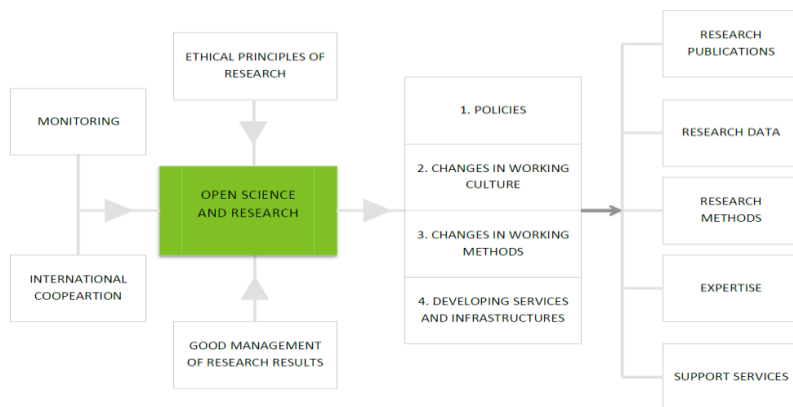 ETHICAL PRINCIPLES OF
RESEARCH
MONITORING
OPEN SCIENCE
AND RESEARCH
INTERNATIONAL
COOPEARTION
GOOD MANAGEMENT
OF RESEARCH RESULTS
1. POLICIES
2. CHANGES IN WORKING
CULTURE
3. CHANGES IN WORKING
METHODS
4. DEVELOPING SERVICES
AND INFRASTRUCTURES
RESEARCH
PUBLICATIONS
RESEARCH DATA
RESEARCH
METHODS
EXPERTISE
SUPPORT SERVICES